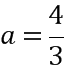 a = 4/3